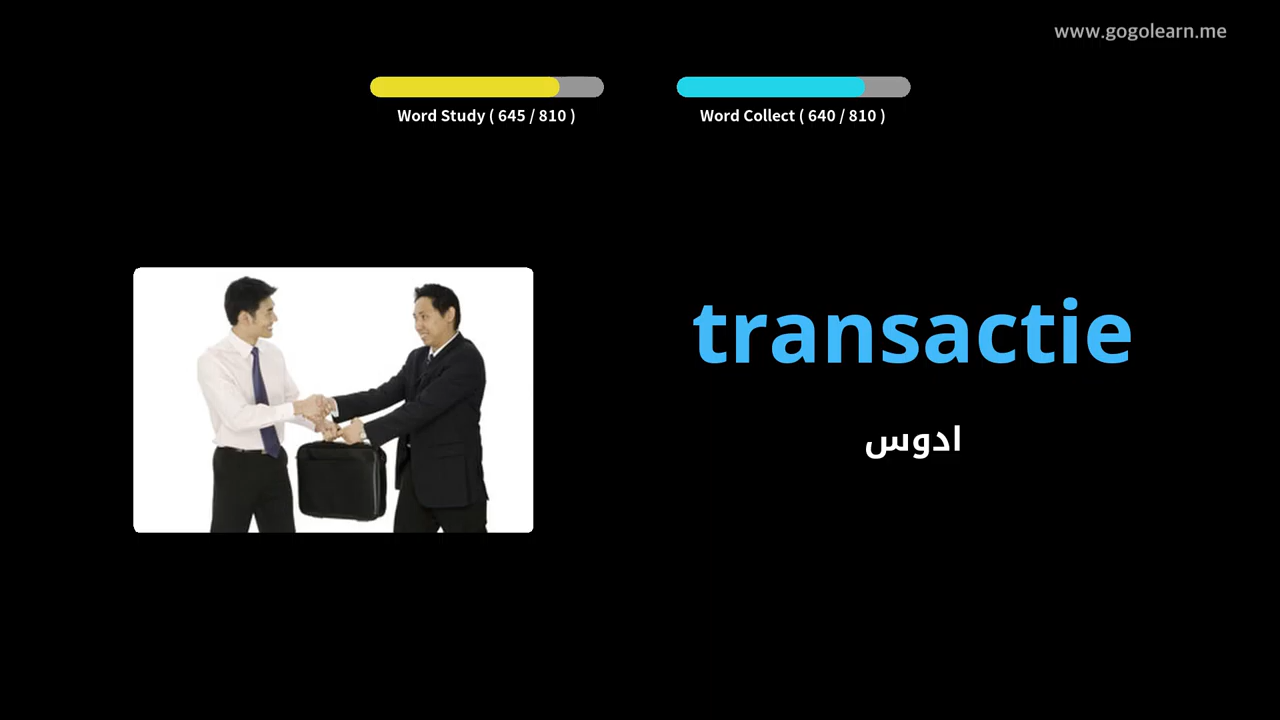 www.gogolearn.me
Word Study ( 645 / 810 )
Word Collect ( 640 / 810 )
transactie
ادوس